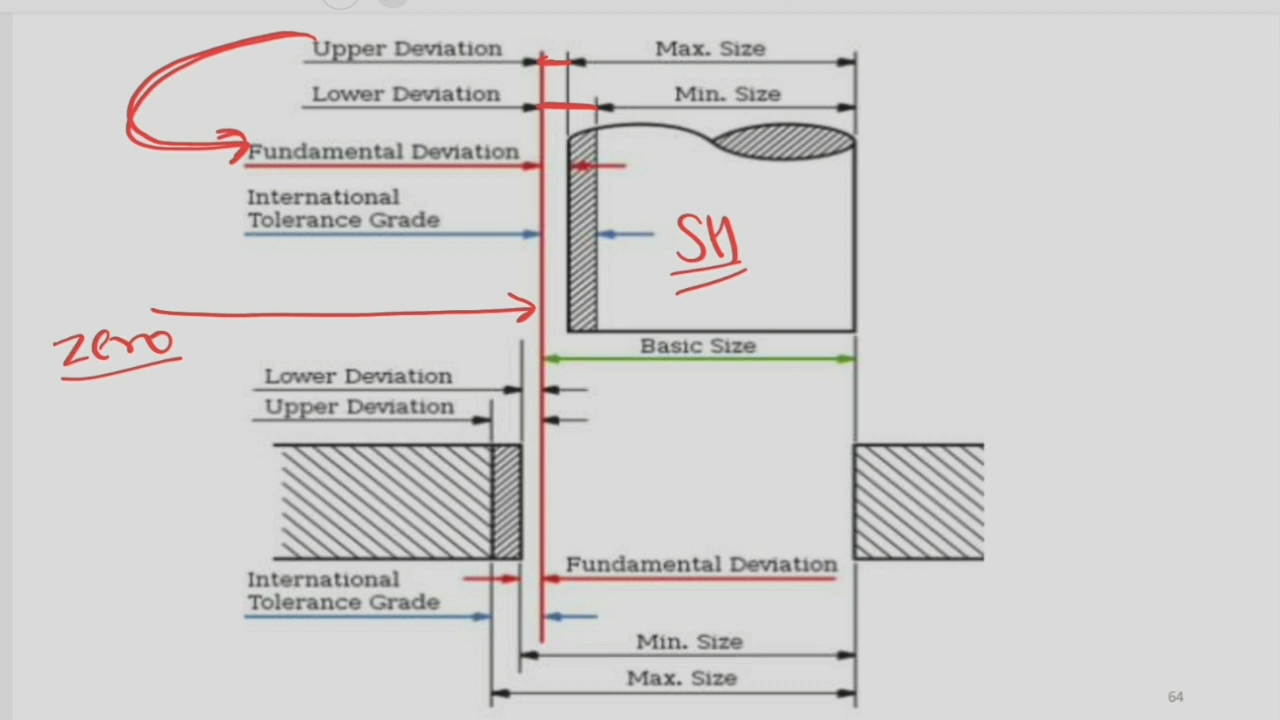 Upper Deviation
Max. Size
Lower Deviation
Min. Size
Fundamental Deviation
International
Tolerance Grade
SH
zero
Basic Size
Lower Deviation
Upper Deviation
Fundamental Deviation
International
Tolerance Grade
Min. Size
Max. Size
64